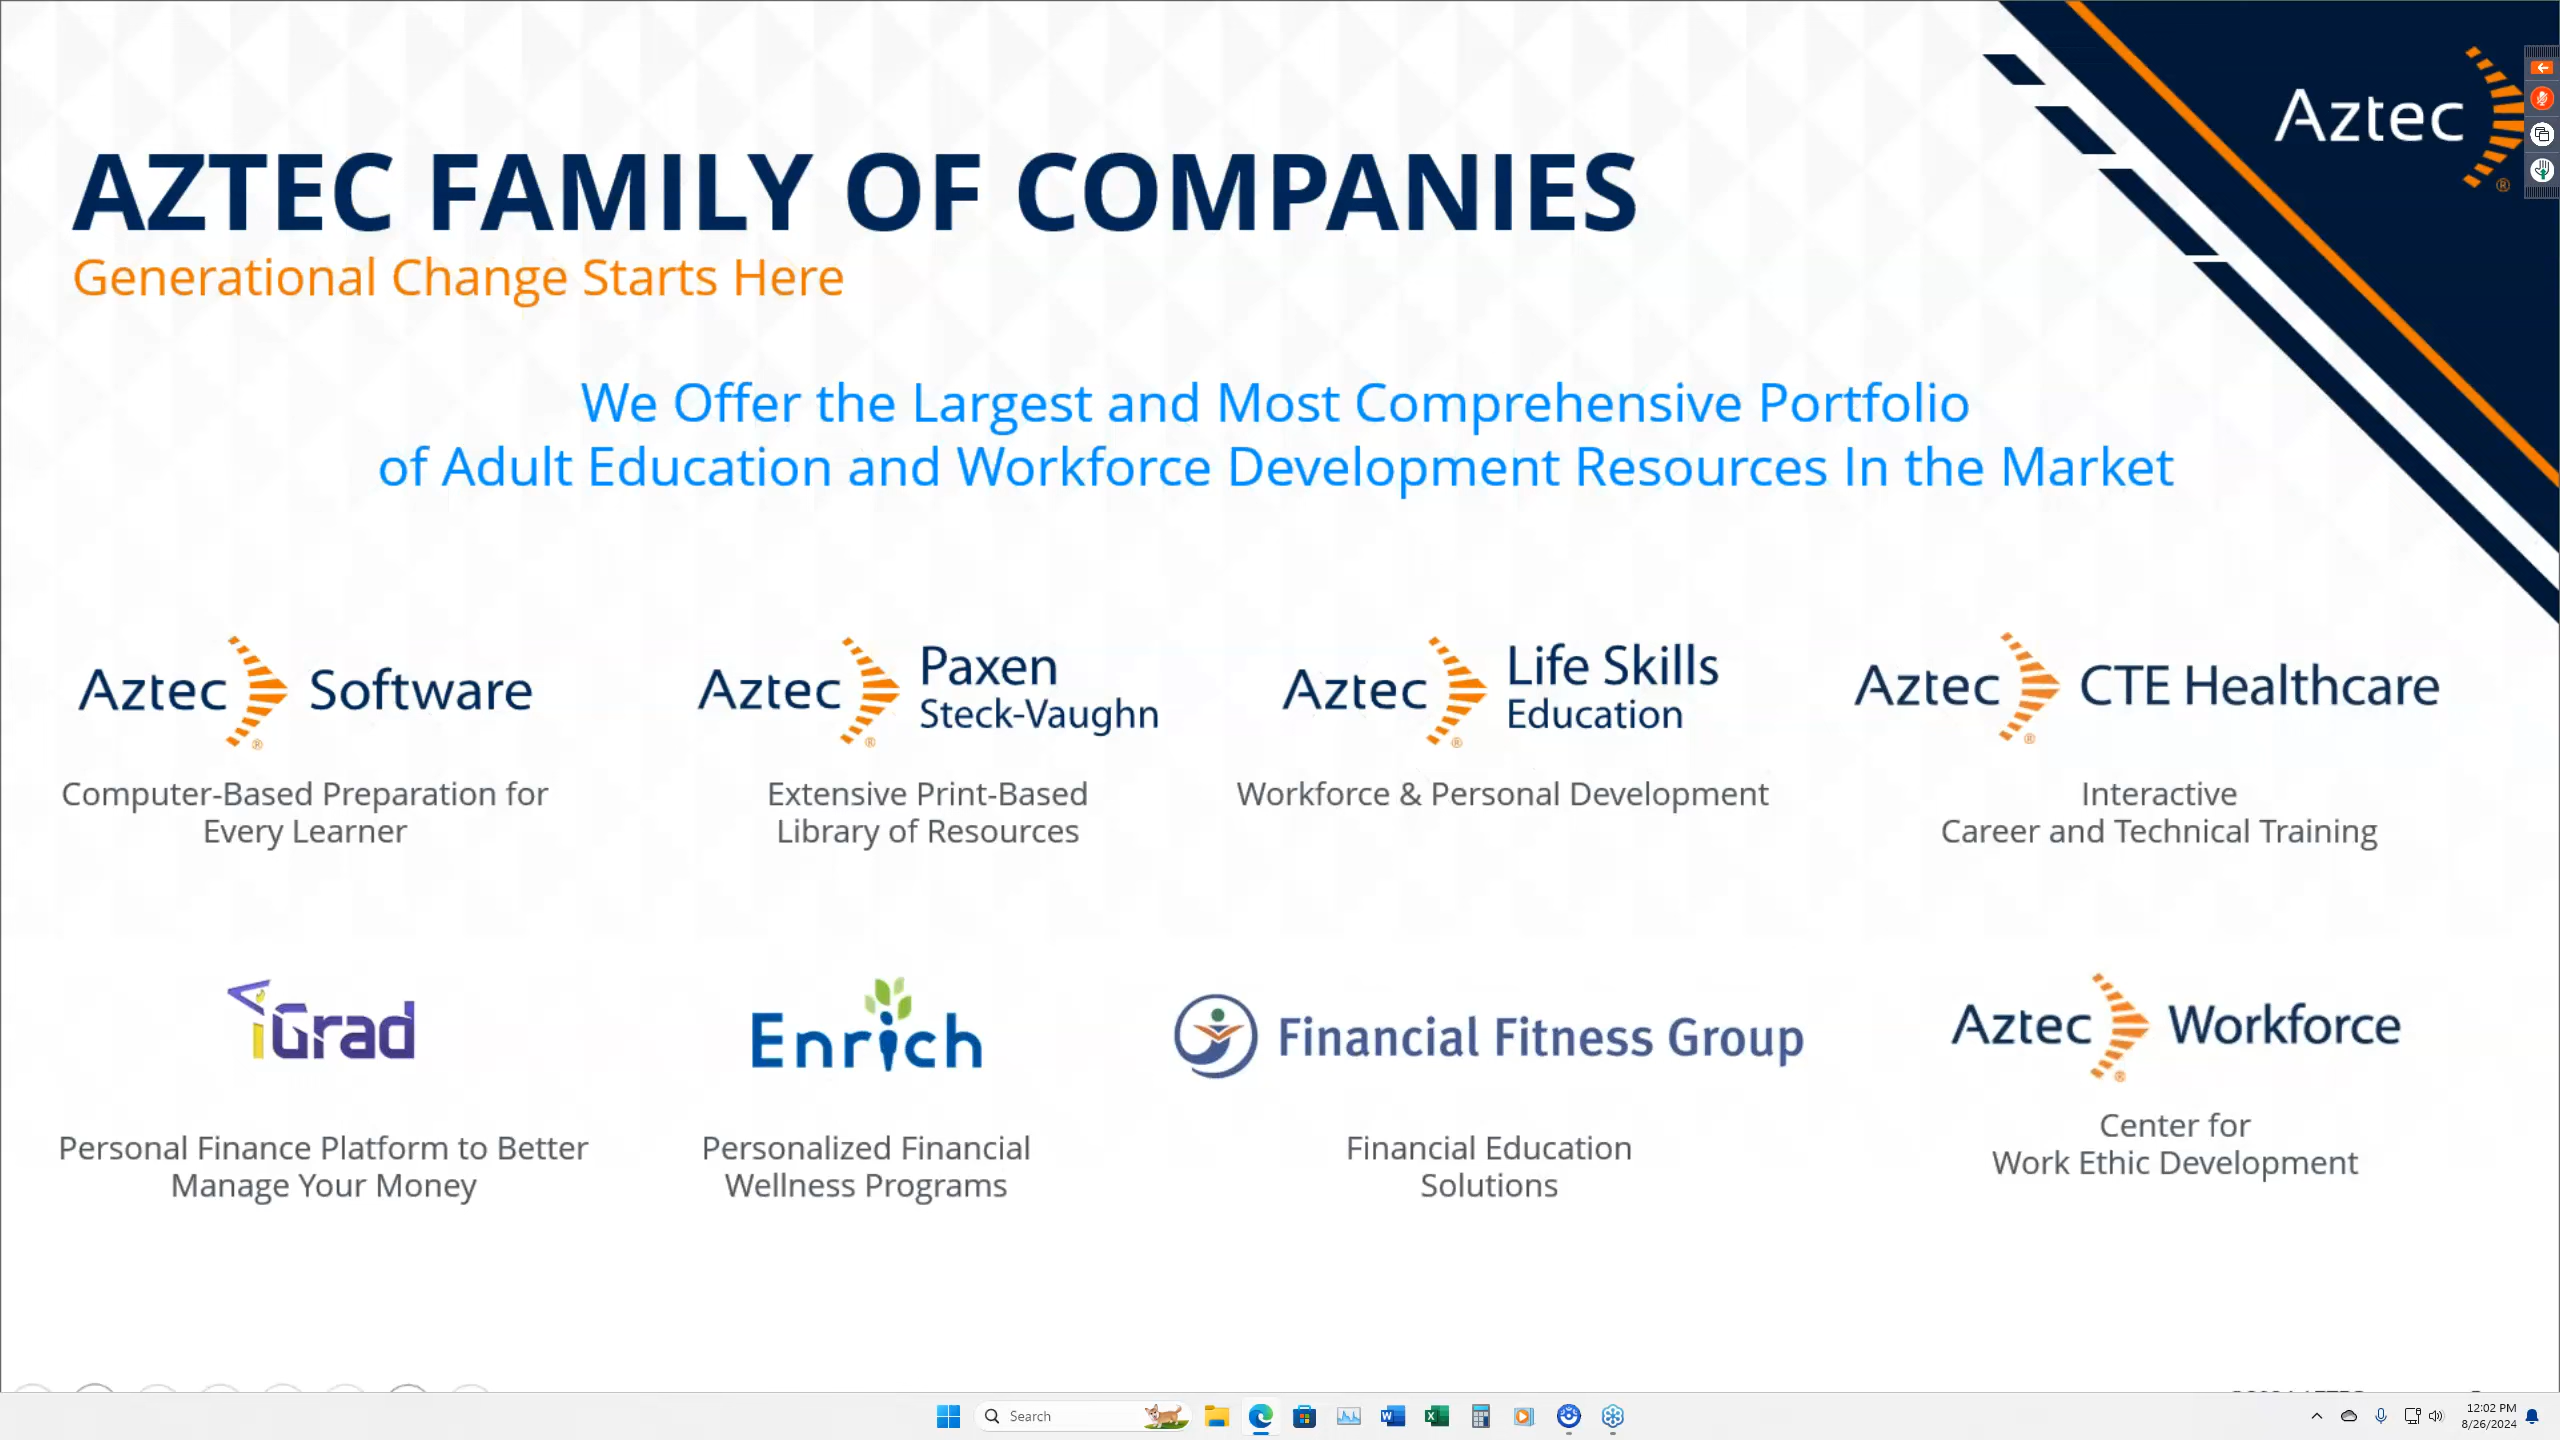 Aztec
AZTEC FAMILY OF COMPANIES
Generational Change Starts Here
We Offer the Largest and Most Comprehensive Portfolio
of Adult Education and Workforce Development Resources In the Market
Aztec Software
Computer-Based Preparation for
Every Learner
Aztec Paxen
Steck-Vaughn
Extensive Print-Based
Library of Resources
Aztec Life Skills
Education
Workforce & Personal Development
Aztec CTE Healthcare
Interactive
Career and Technical Training
iGrad
Personal Finance Platform to Better
Manage Your Money
Enrich
Personalized Financial
Wellness Programs
Financial Fitness Group
Financial Education
Solutions
Aztec Workforce
Center for
Work Ethic Development
Search
12:02 PM
8/26/2024